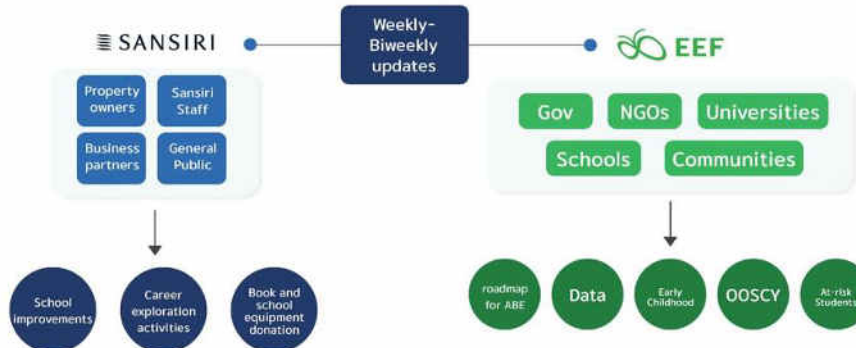 SANSIRI
Weekly-
Biweekly
updates
EEF
Property
owners
Sansiri
Staff
Business
partners
General
Public
Gov
NGOs
Universities
Schools
Communities
School
improvements
Career
exploration
activities
Book and
school
equipment
donation
roadmap
for ABE
Data
Early
Childhood
OOSCY
At-risk
Students